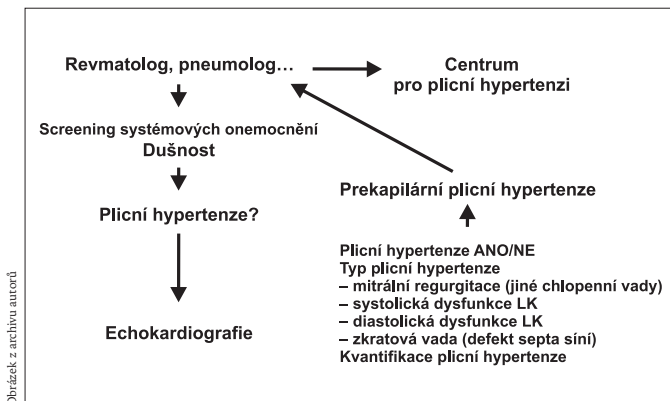 Revmatolog, pneumolog…
Centrum
pro plicní hypertenzi
Screening systémových onemocnění
Dušnost
Plicní hypertenze?
Echokardiografie
Prekapilární plicní hypertenze
Plicní hypertenze ANO/NE
Typ plicní hypertenze
– mitrální regurgitace (jiné chlopenní vady)
– systolická dysfunkce LK
– diastolická dysfunkce LK
– zkratová vada (defekt septa síní)
Kvantifikace plicní hypertenze
Obrázek z archivu autorů